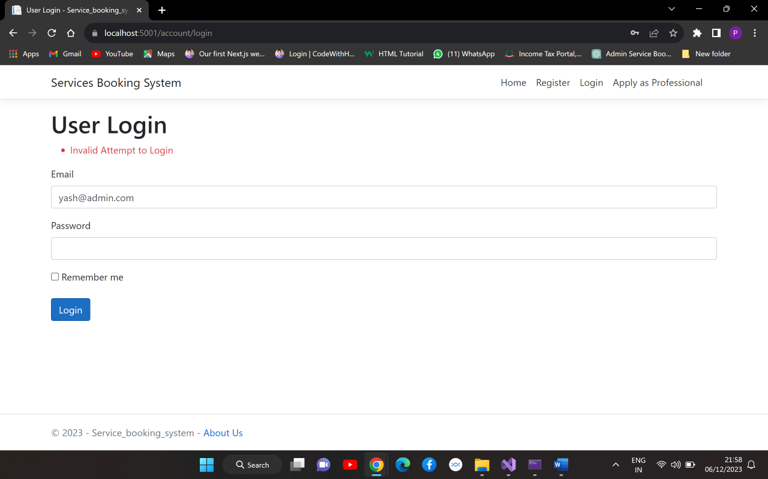 User Login - Service_booking_sy
localhost:5001/account/login
Apps Gmail YouTube Maps Our first Next.js we... Login | CodeWithH... HTML Tutorial (11) WhatsApp Income Tax Portal,... Admin Service Boo... New folder
Services Booking System Home Register Login Apply as Professional
User Login
Invalid Attempt to Login
Email
yash@admin.com
Password
Remember me
Login
© 2023 - Service_booking_system - About Us
Search
ENG
IN
21:58
06/12/2023